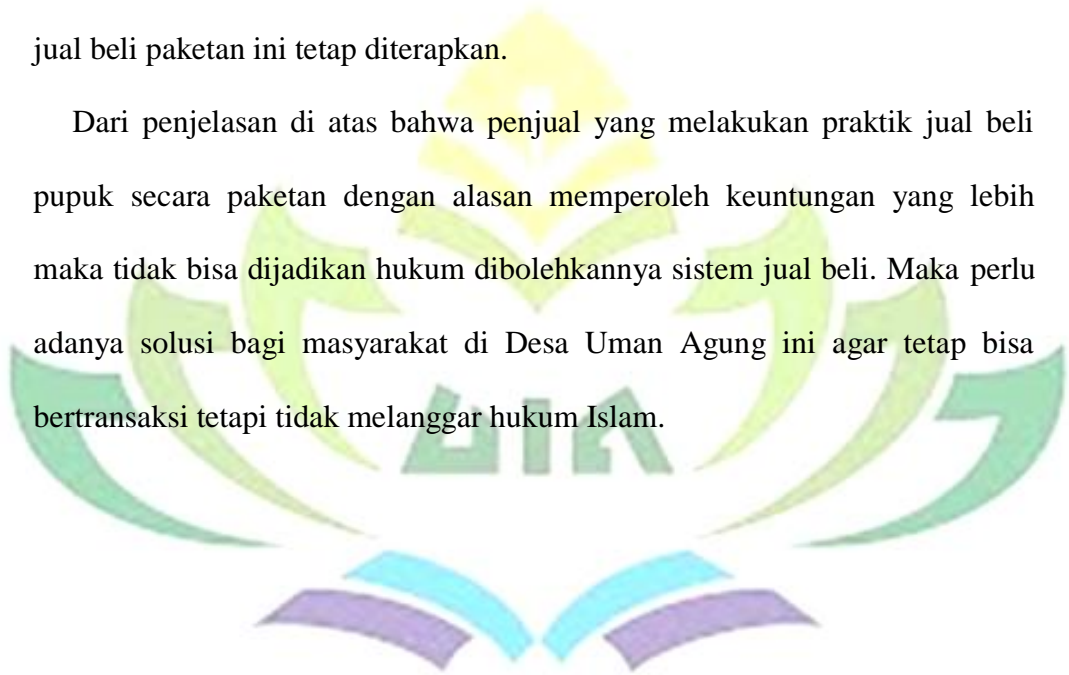 jual beli paketan ini tetap diterapkan.
Dari penjelasan di atas bahwa penjual yang melakukan praktik jual beli
pupuk secara paketan dengan alasan memperoleh keuntungan yang lebih
maka tidak bisa dijadikan hukum dibolehkannya sistem jual beli. Maka perlu
adanya solusi bagi masyarakat di Desa Uman Agung ini agar tetap bisa
bertransaksi tetapi tidak melanggar hukum Islam.